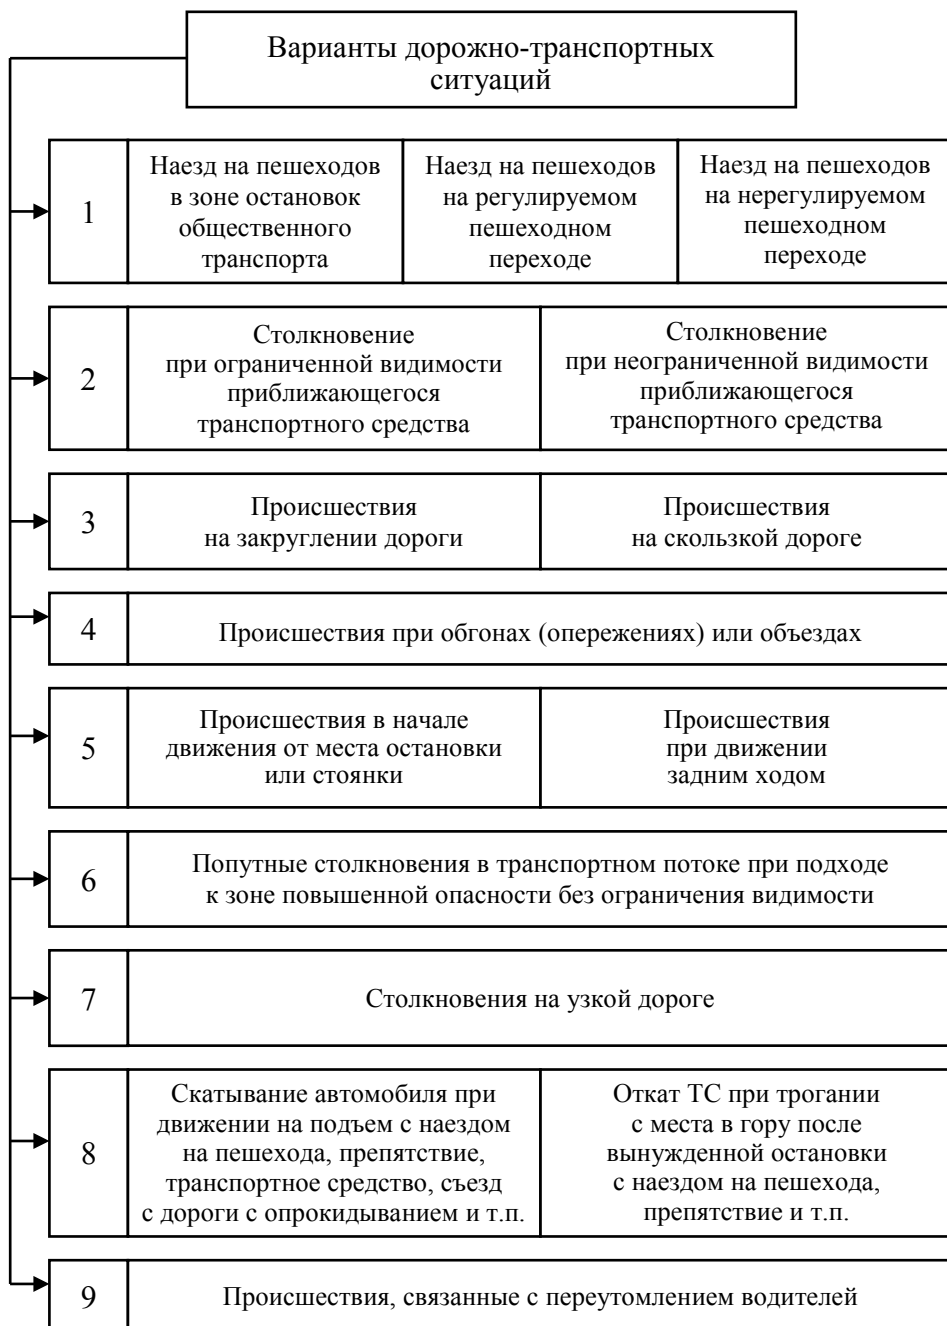 Варианты дорожно-транспортных
ситуаций
1
Наезд на пешеходов
в зоне остановок
общественного
транспорта
Наезд на пешеходов
на регулируемом
пешеходном
переходе
Наезд на пешеходов
на нерегулируемом
пешеходном
переходе
2
Столкновение
при ограниченной видимости
приближающегося
транспортного средства
Столкновение
при неограниченной видимости
приближающегося
транспортного средства
3
Происшествия
на закруглении дороги
Происшествия
на скользкой дороге
4
Происшествия при обгонах (опережениях) или объездах
5
Происшествия в начале
движения от места остановки
или стоянки
Происшествия
при движении
задним ходом
6
Попутные столкновения в транспортном потоке при подходе
к зоне повышенной опасности без ограничения видимости
7
Столкновения на узкой дороге
8
Скатывание автомобиля при
движении на подъем с наездом
на пешехода, препятствие,
транспортное средство, съезд
с дороги с опрокидыванием и т.п.
Откат ТС при трогании
с места в гору после
вынужденной остановки
с наездом на пешехода,
препятствие и т.п.
9
Происшествия, связанные с переутомлением водителей